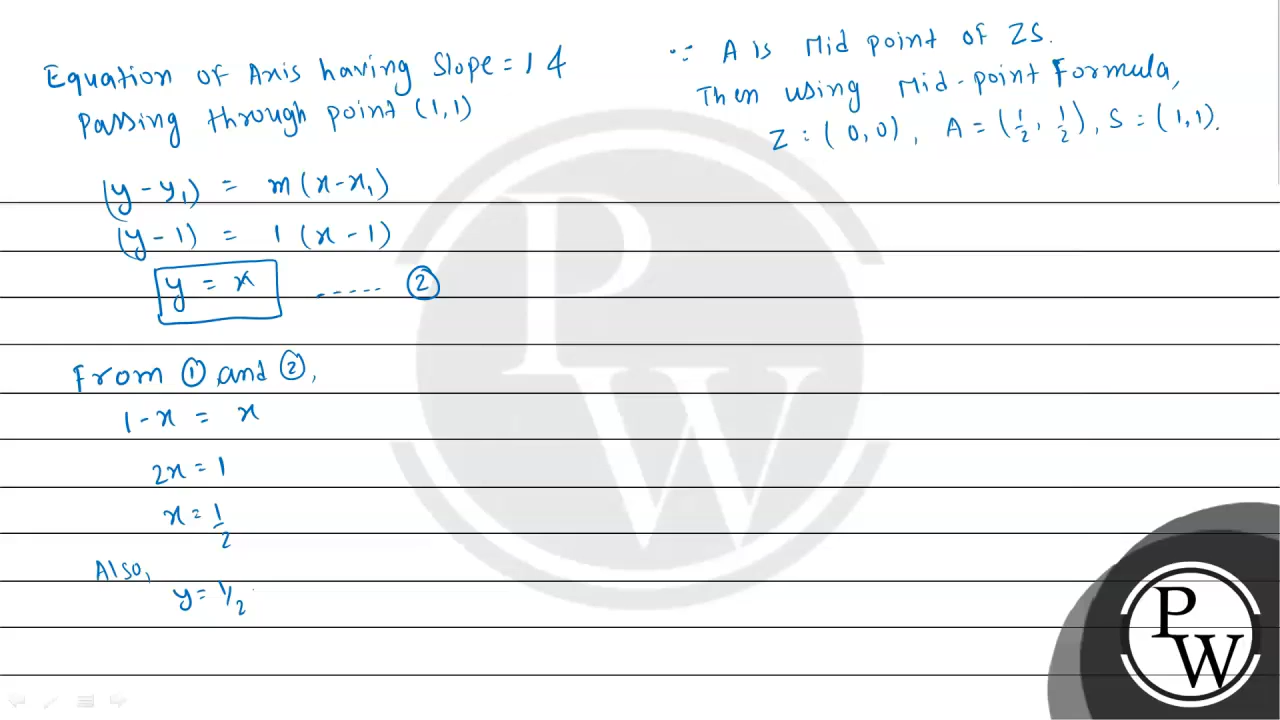 Equation of Axis having Slope = 1 &
passing through point (1,1)
(y - y₁) = m(x - x₁)
(y - 1) = 1 (x - 1)
y = x ..... ②
From ① and ②,
1 - x = x
2x = 1
x = 1/2
Also,
y = 1/2
∵ A is Mid point of ZS.
Then using Mid-point Formula,
Z = (0,0), A = (1/2, 1/2), S = (1,1).
PW
PW